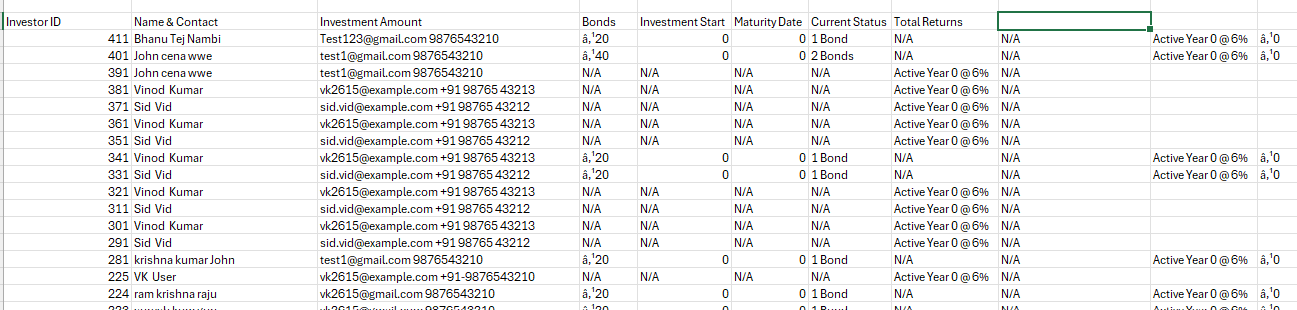 Investor ID Name & Contact Investment Amount Bonds Investment Start Maturity Date Current Status Total Returns
411 Bhanu Tej Nambi Test123@gmail.com 9876543210 â‚¹20 0 0 1 Bond N/A N/A Active Year 0 @ 6% â‚¹0
401 John cena wwe test1@gmail.com 9876543210 â‚¹40 0 0 2 Bonds N/A N/A Active Year 0 @ 6% â‚¹0
391 John cena wwe test1@gmail.com 9876543210 N/A N/A N/A N/A Active Year 0 @ 6% N/A
381 Vinod Kumar vk2615@example.com +91 98765 43213 N/A N/A N/A N/A Active Year 0 @ 6% N/A
371 Sid Vid sid.vid@example.com +91 98765 43212 N/A N/A N/A N/A Active Year 0 @ 6% N/A
361 Vinod Kumar vk2615@example.com +91 98765 43213 N/A N/A N/A N/A Active Year 0 @ 6% N/A
351 Sid Vid sid.vid@example.com +91 98765 43212 N/A N/A N/A N/A Active Year 0 @ 6% N/A
341 Vinod Kumar vk2615@example.com +91 98765 43213 â‚¹20 0 0 1 Bond N/A N/A Active Year 0 @ 6% â‚¹0
331 Sid Vid sid.vid@example.com +91 98765 43212 â‚¹20 0 0 1 Bond N/A N/A Active Year 0 @ 6% â‚¹0
321 Vinod Kumar vk2615@example.com +91 98765 43213 N/A N/A N/A N/A Active Year 0 @ 6% N/A
311 Sid Vid sid.vid@example.com +91 98765 43212 N/A N/A N/A N/A Active Year 0 @ 6% N/A
301 Vinod Kumar vk2615@example.com +91 98765 43213 N/A N/A N/A N/A Active Year 0 @ 6% N/A
291 Sid Vid sid.vid@example.com +91 98765 43212 N/A N/A N/A N/A Active Year 0 @ 6% N/A
281 krishna kumar John test1@gmail.com 9876543210 â‚¹20 0 0 1 Bond N/A N/A Active Year 0 @ 6% â‚¹0
225 VK User vk2615@example.com +91-9876543210 N/A N/A N/A N/A Active Year 0 @ 6% N/A
224 ram krishna raju vk2615@gmail.com 9876543210 â‚¹20 0 0 1 Bond N/A N/A Active Year 0 @ 6% â‚¹0